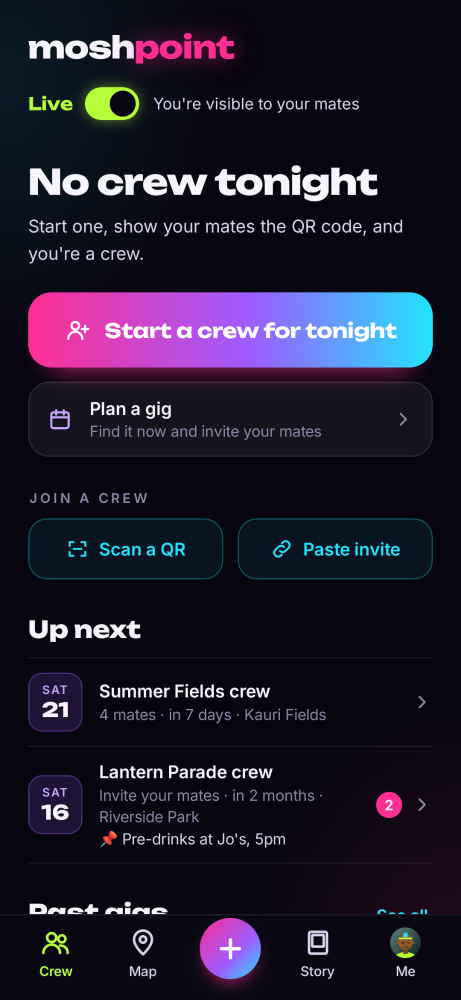 moshpoint
Live You're visible to your mates
No crew tonight
Start one, show your mates the QR code, and
you're a crew.
Start a crew for tonight
Plan a gig
Find it now and invite your mates
JOIN A CREW
Scan a QR
Paste invite
Up next
SAT
21
Summer Fields crew
4 mates · in 7 days · Kauri Fields
SAT
16
Lantern Parade crew
Invite your mates · in 2 months ·
Riverside Park
📌 Pre-drinks at Jo's, 5pm
2
Past gigs
See all
Crew
Map
Story
Me